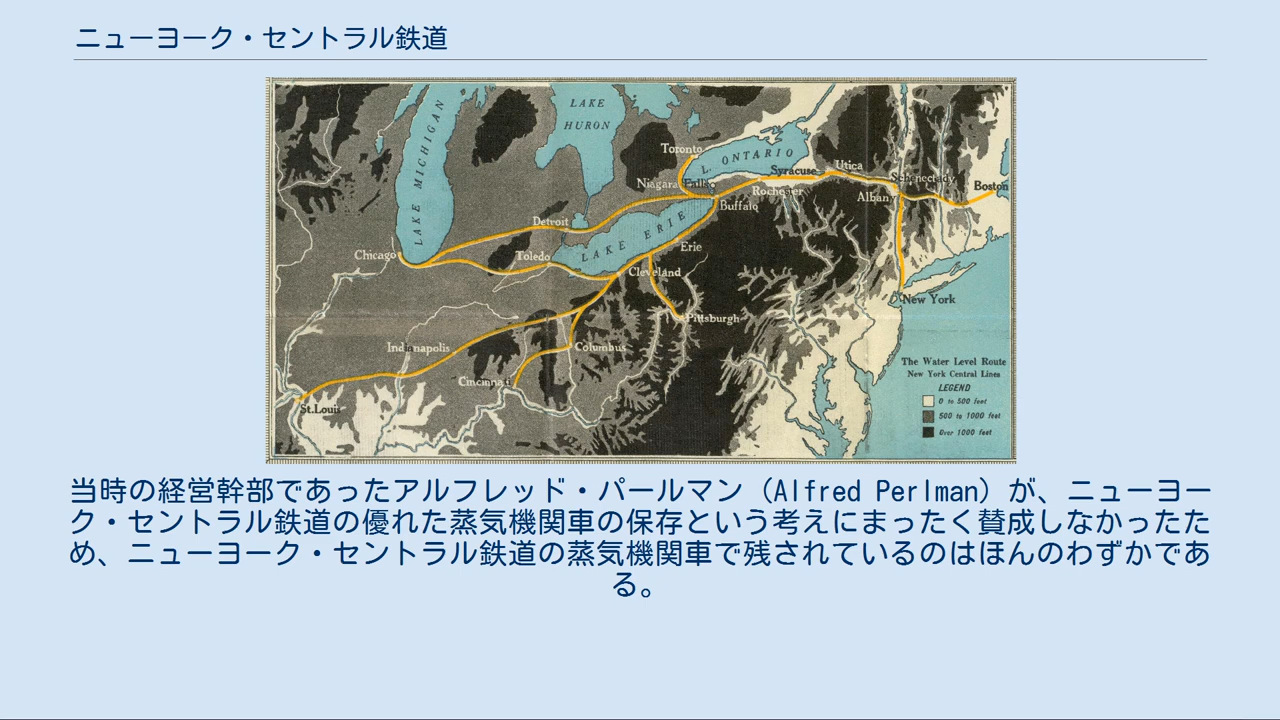 ニューヨーク・セントラル鉄道
LAKE MICHIGAN
LAKE
HURON
Toronto
L. ONTARIO
Niagara Falls
Syracuse
Utica
Schenectady
Rochester
Boston
Albany
Buffalo
Detroit
LAKE ERIE
Erie
Chicago
Toledo
Cleveland
New York
Pittsburgh
Indianapolis
Columbus
Cincinnati
St.Louis
The Water Level Route
New York Central Lines
LEGEND
0 to 500 feet
500 to 1000 feet
Over 1000 feet
当時の経営幹部であったアルフレッド・パールマン（Alfred Perlman）が、ニューヨー
ク・セントラル鉄道の優れた蒸気機関車の保存という考えにまったく賛成しなかったた
め、ニューヨーク・セントラル鉄道の蒸気機関車で残されているのはほんのわずかであ
る。